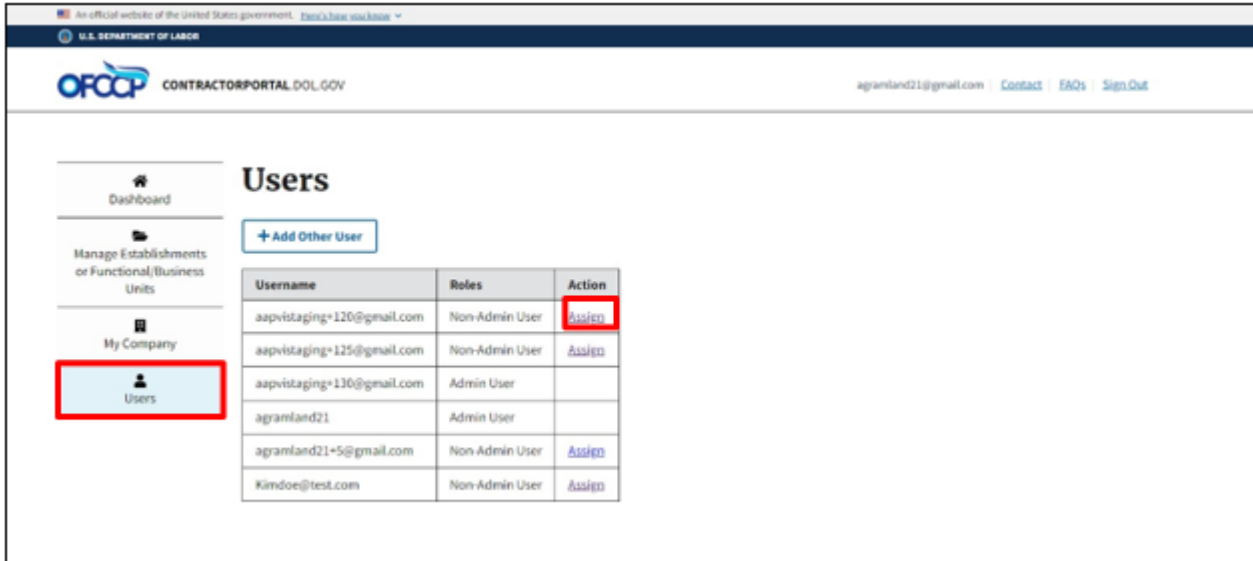 An official website of the United States government. Here's how you know
U.S. DEPARTMENT OF LABOR
OFCCP CONTRACTORPORTAL.DOL.GOV agramland21@gmail.com Contact FAQs Sign Out
Dashboard
Manage Establishments
or Functional/Business
Units
My Company
Users
Users
+ Add Other User
Username Roles Action
aapvistaging+120@gmail.com Non-Admin User Assign
aapvistaging+125@gmail.com Non-Admin User Assign
aapvistaging+130@gmail.com Admin User
agramland21 Admin User
agramland21+5@gmail.com Non-Admin User Assign
Kimdoe@test.com Non-Admin User Assign